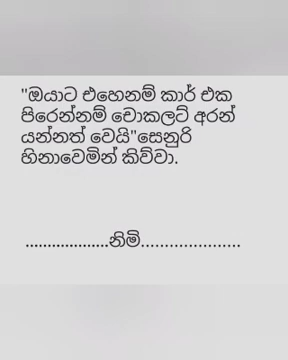 "ඔයාට එහෙනම් කාර් එක
පිරෙන්නම් චොකලට් අරන්
යන්නත් වෙයි"සෙනුරි
හිනාවෙමින් කිව්වා.
...................නිමි.....................